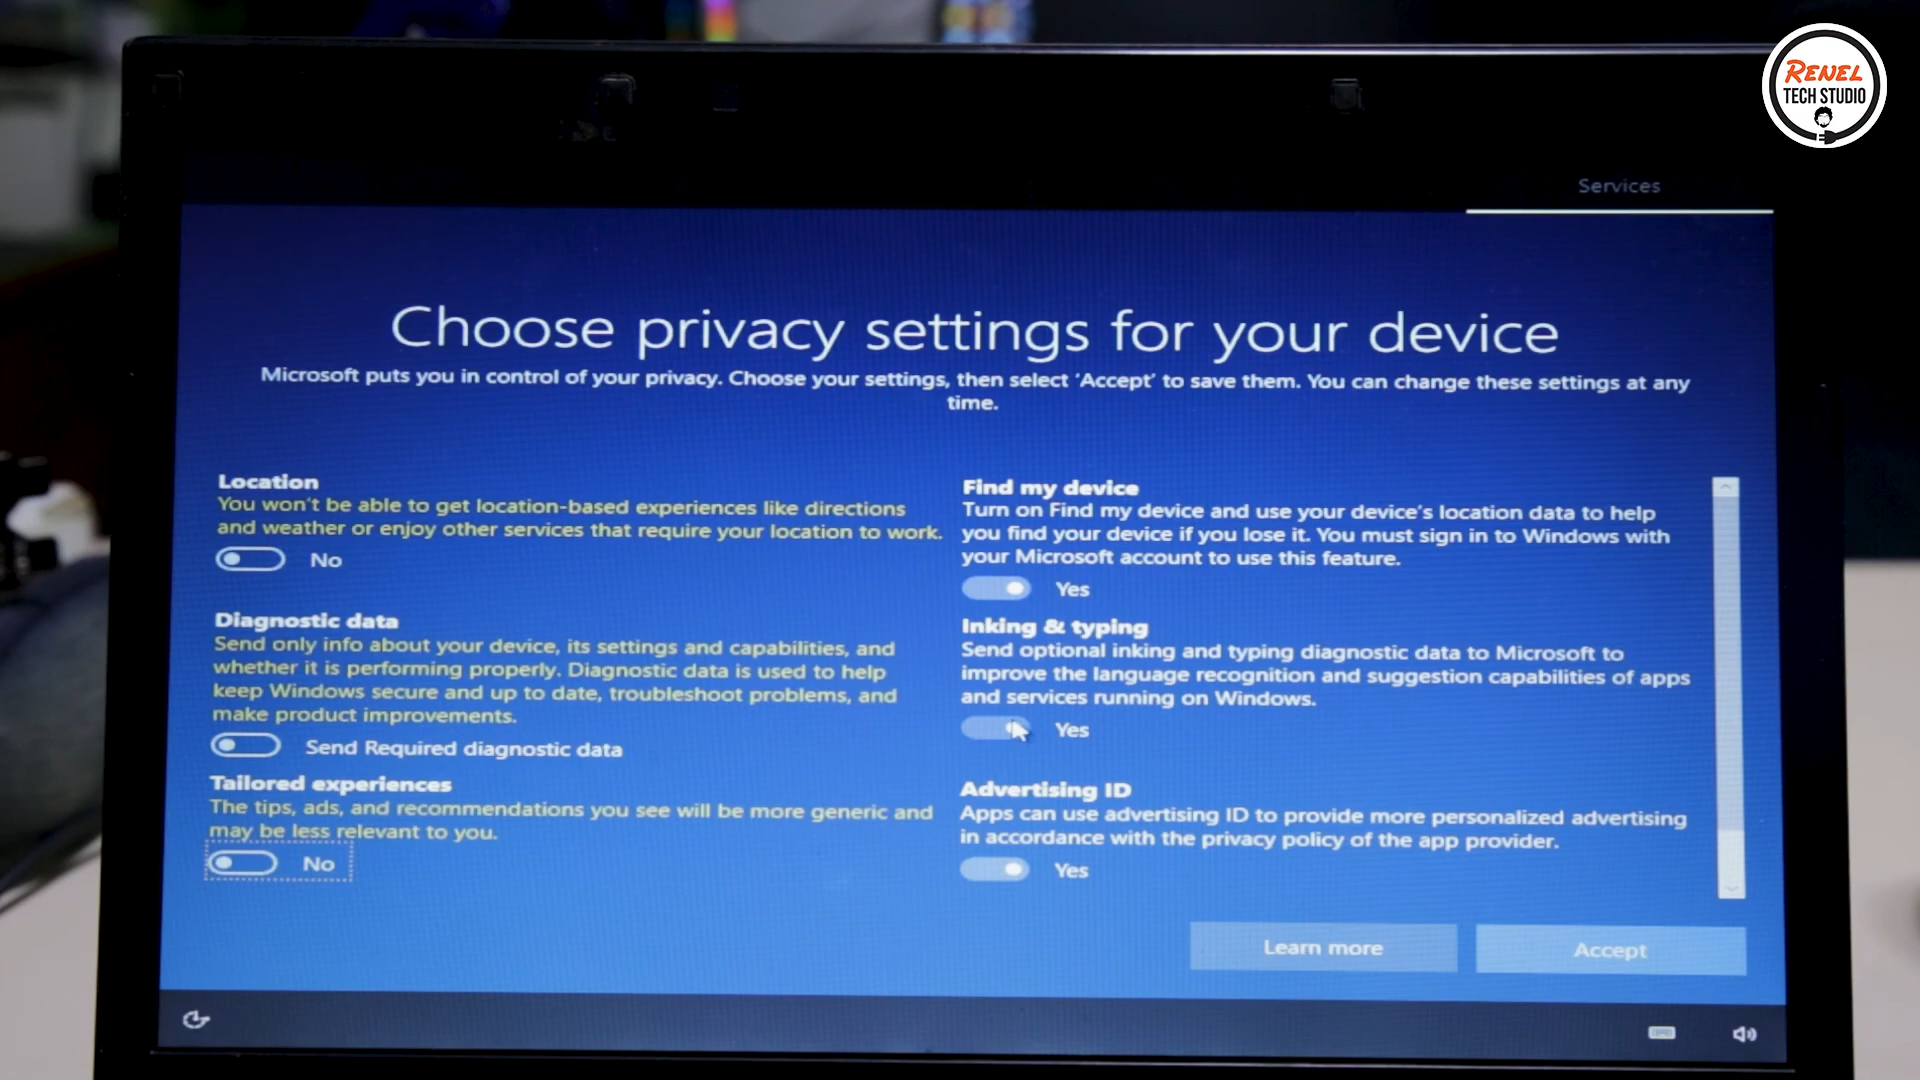 RENEL
TECH STUDIO
Services
Choose privacy settings for your device
Microsoft puts you in control of your privacy. Choose your settings, then select 'Accept' to save them. You can change these settings at any
time.
Location
You won't be able to get location-based experiences like directions
and weather or enjoy other services that require your location to work.
No
Diagnostic data
Send only info about your device, its settings and capabilities, and
whether it is performing properly. Diagnostic data is used to help
keep Windows secure and up to date, troubleshoot problems, and
make product improvements.
Send Required diagnostic data
Tailored experiences
The tips, ads, and recommendations you see will be more generic and
may be less relevant to you.
No
Find my device
Turn on Find my device and use your device's location data to help
you find your device if you lose it. You must sign in to Windows with
your Microsoft account to use this feature.
Yes
Inking & typing
Send optional inking and typing diagnostic data to Microsoft to
improve the language recognition and suggestion capabilities of apps
and services running on Windows.
Yes
Advertising ID
Apps can use advertising ID to provide more personalized advertising
in accordance with the privacy policy of the app provider.
Yes
Learn more
Accept